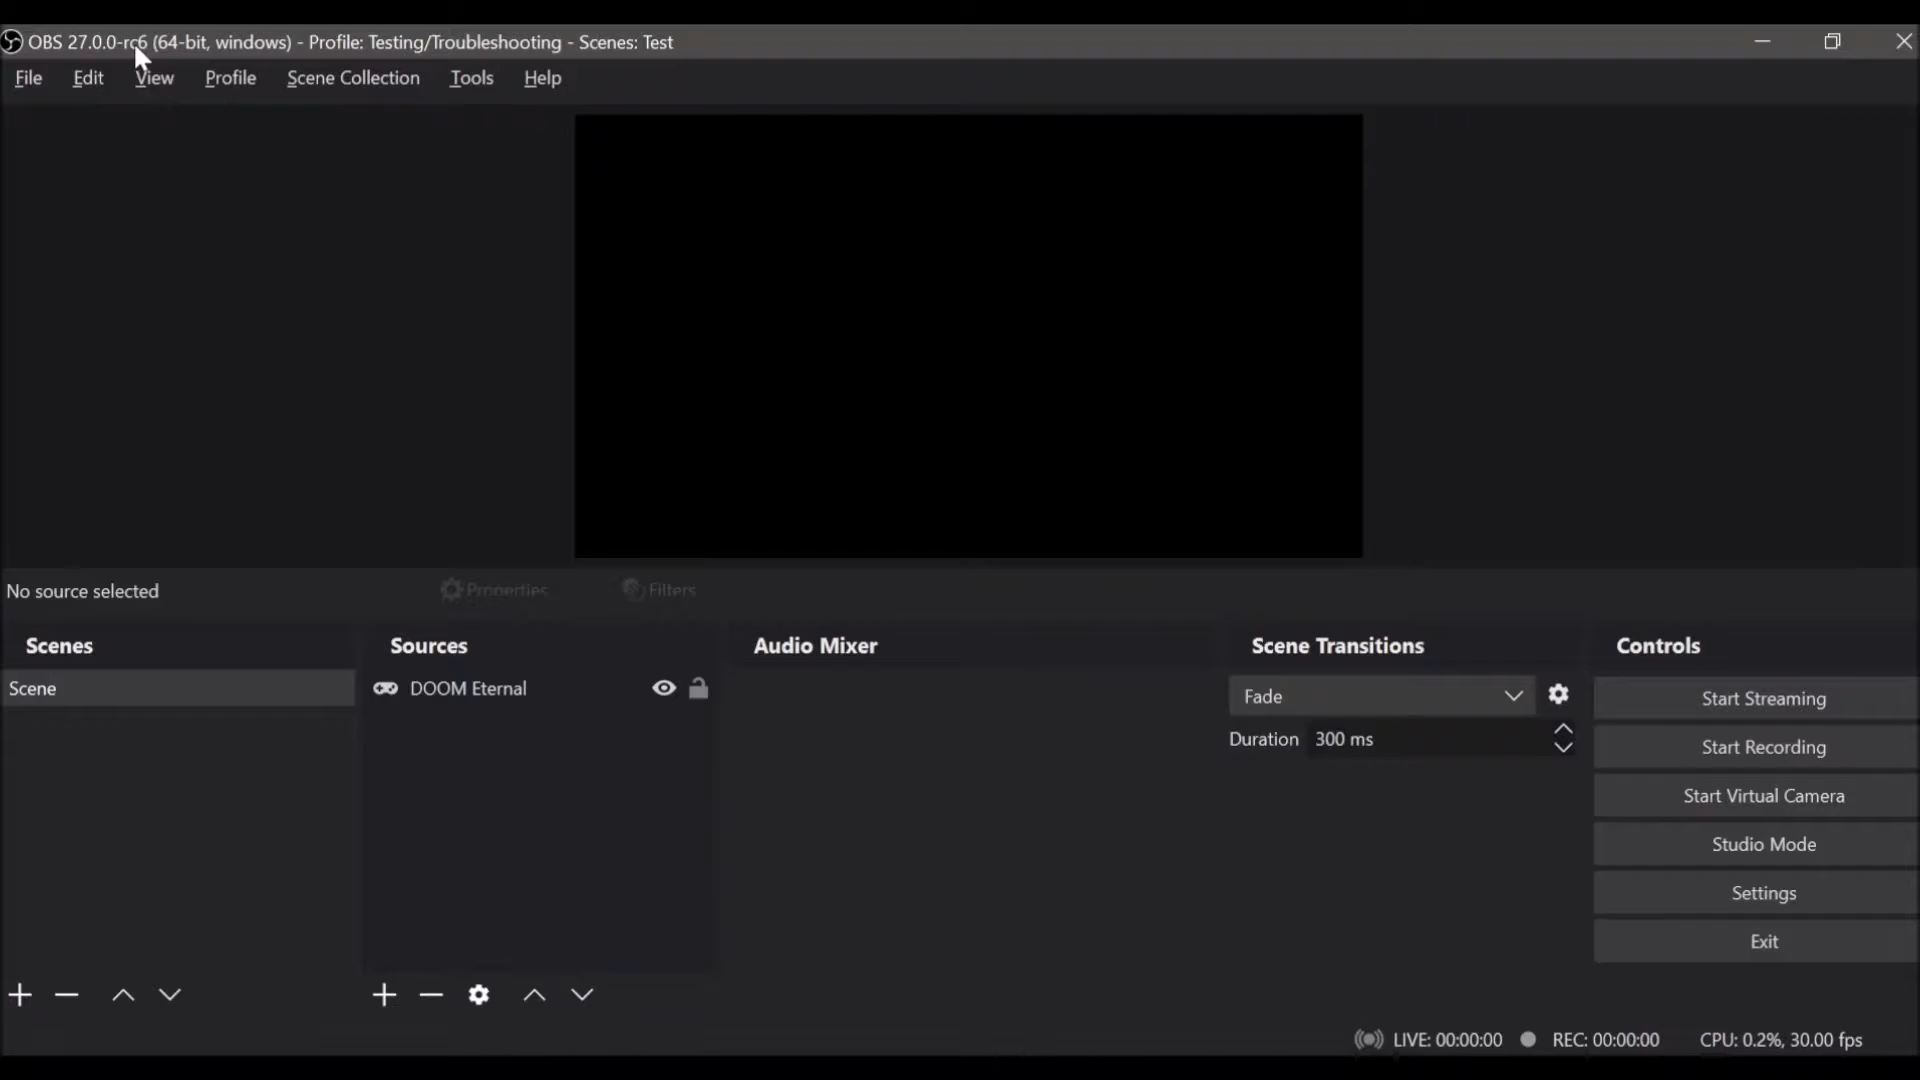 OBS 27.0.0-rc6 (64-bit, windows) - Profile: Testing/Troubleshooting - Scenes: Test
File Edit View Profile Scene Collection Tools Help
No source selected Properties Filters
Scenes Sources Audio Mixer Scene Transitions Controls
Scene DOOM Eternal Fade Start Streaming
Duration 300 ms Start Recording
Start Virtual Camera
Studio Mode
Settings
Exit
LIVE: 00:00:00 REC: 00:00:00 CPU: 0.2%, 30.00 fps